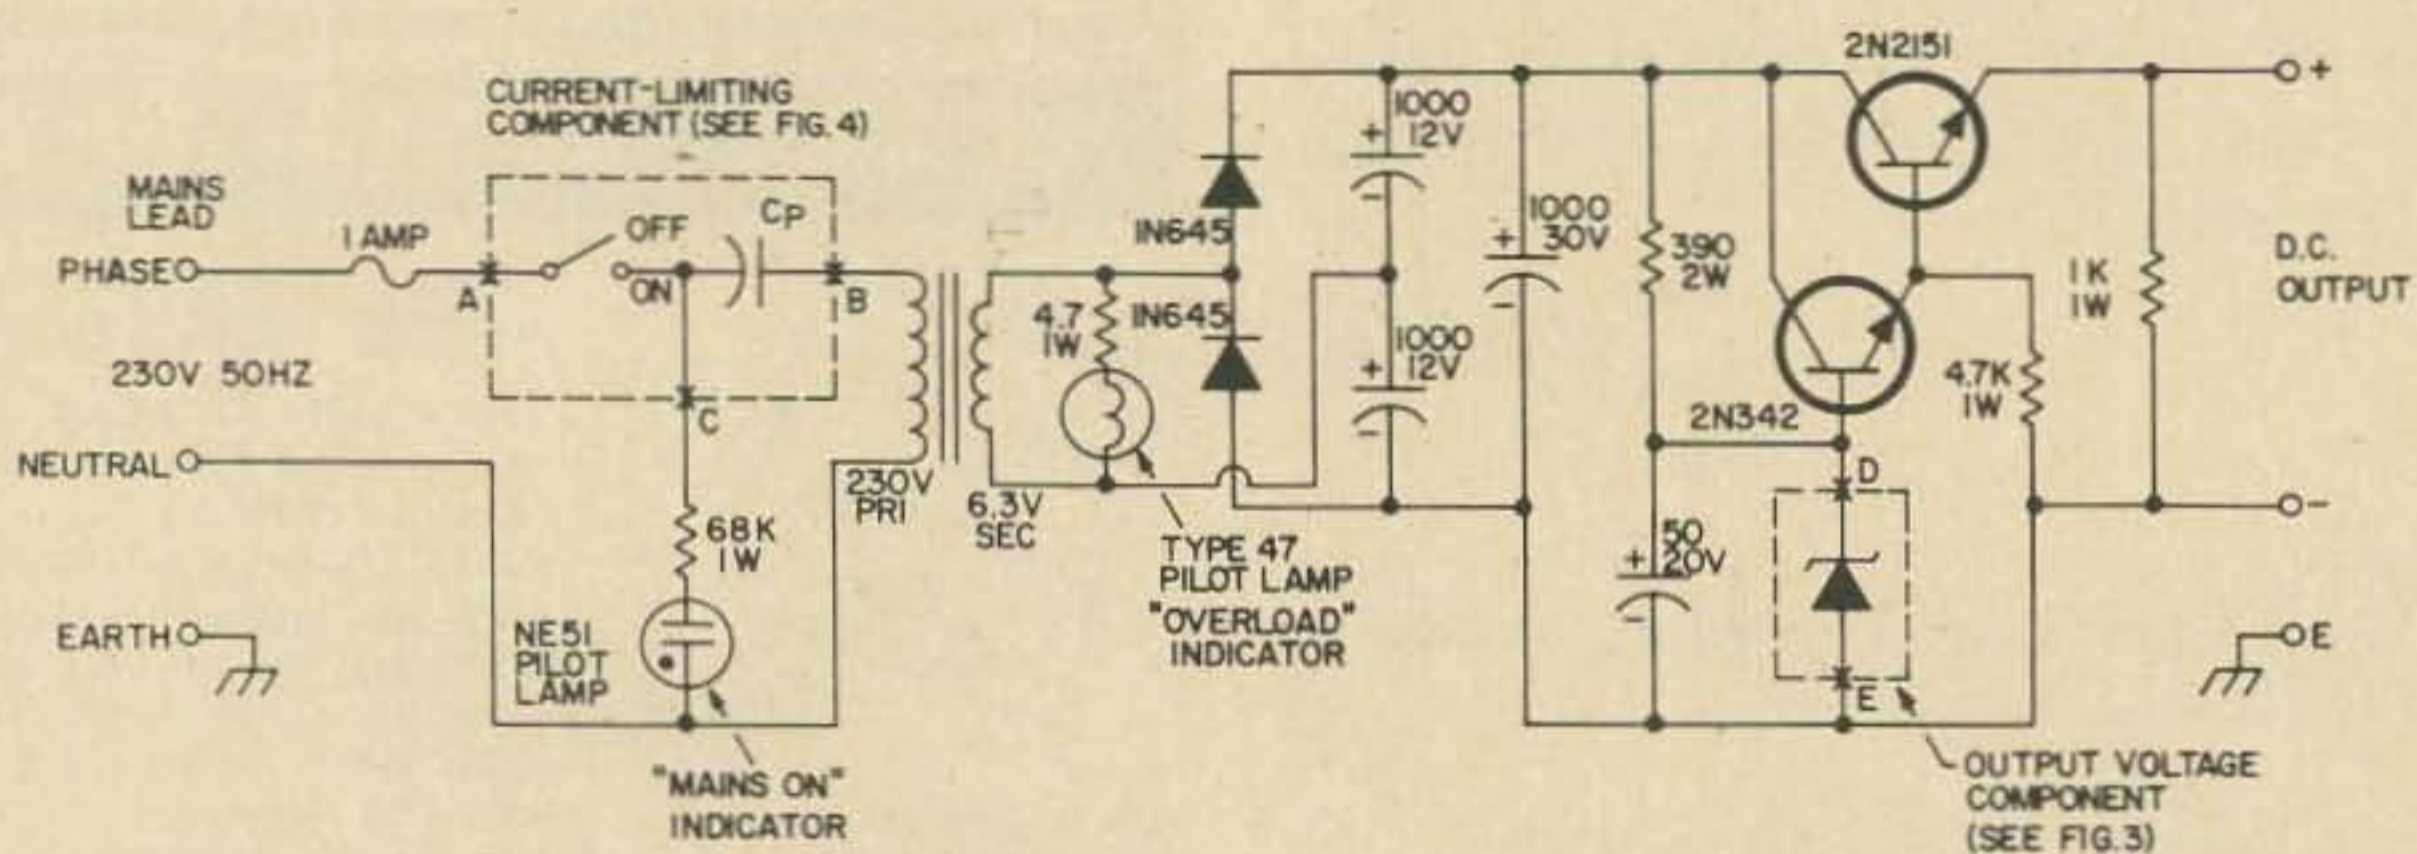 CURRENT-LIMITING
COMPONENT (SEE FIG. 4)
MAINS
LEAD
PHASE
1 AMP
OFF
ON
CP
A
B
C
230V 50HZ
NEUTRAL
EARTH
68K
1W
NE51
PILOT
LAMP
"MAINS ON"
INDICATOR
230V
PRI
6.3V
SEC
4.7
1W
TYPE 47
PILOT LAMP
"OVERLOAD"
INDICATOR
1N645
1N645
1000
12V
+
-
1000
12V
+
-
1000
30V
+
-
390
2W
2N2151
2N342
50
20V
+
-
D
E
4.7K
1W
1K
1W
+
D.C.
OUTPUT
-
E
OUTPUT VOLTAGE
COMPONENT
(SEE FIG. 3)